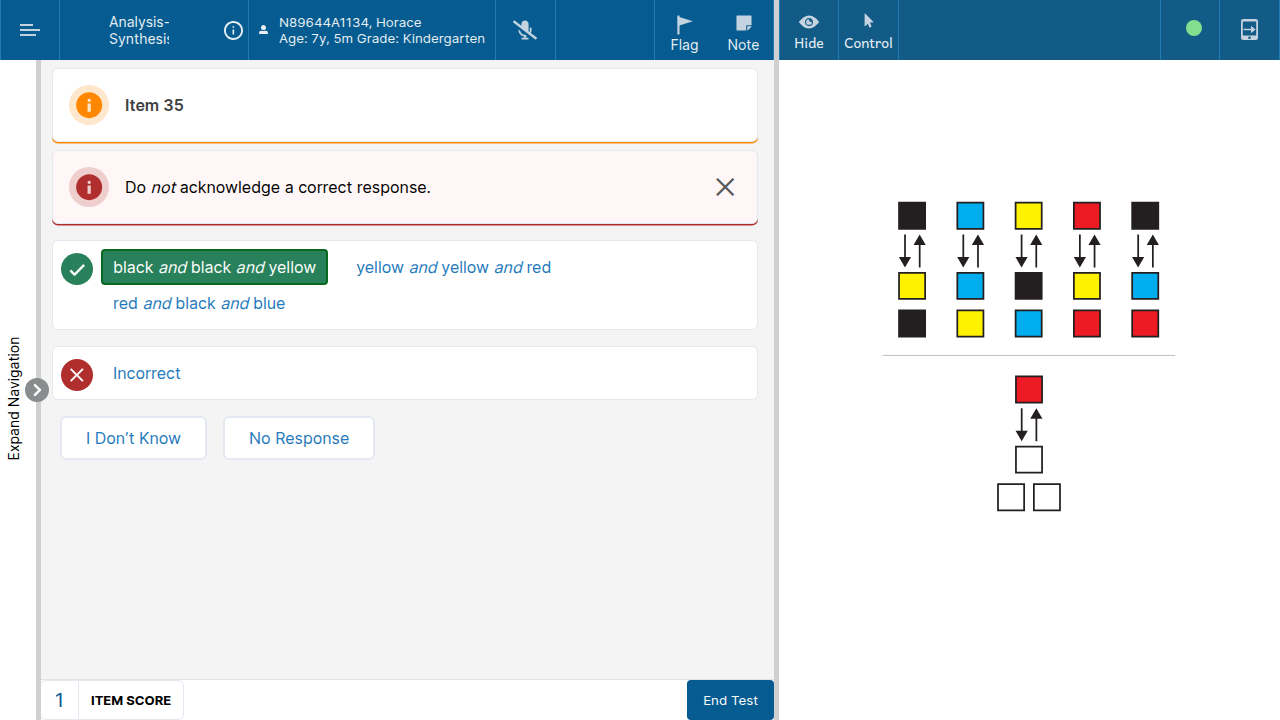 Analysis-
Synthesis
N89644A1134, Horace
Age: 7y, 5m Grade: Kindergarten
Flag
Note
Hide
Control
Item 35
Do not acknowledge a correct response.
black and black and yellow
yellow and yellow and red
red and black and blue
Incorrect
I Don’t Know
No Response
Expand Navigation
1
ITEM SCORE
End Test